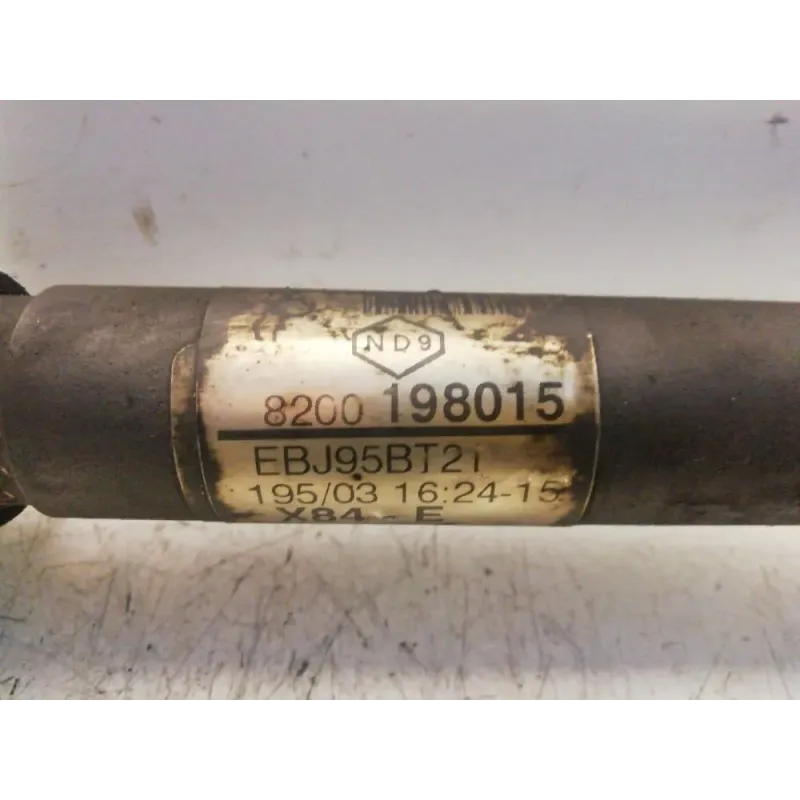 ND9
8200 198015
EBJ95BT21
195/03 16:24-15
X84-E